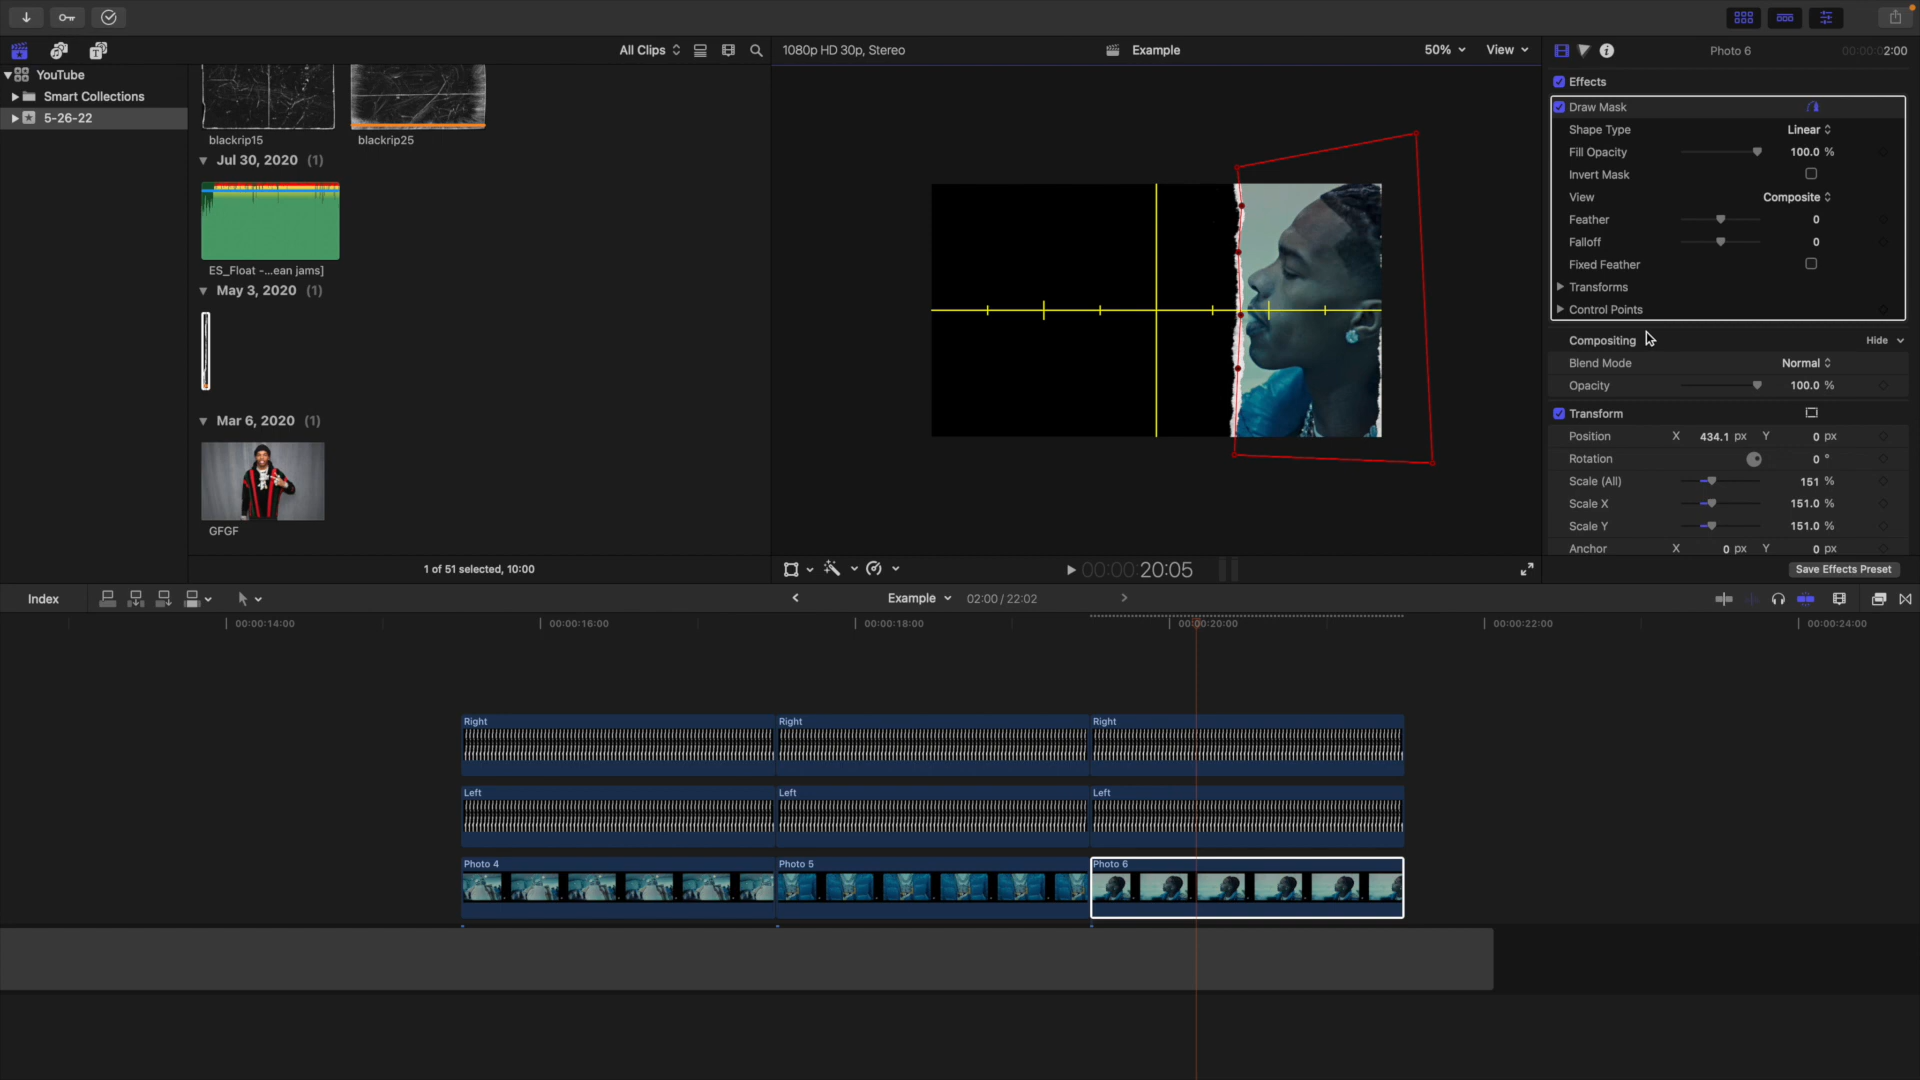 All Clips
1080p HD 30p, Stereo
Example
50%
View
Photo 6
00:00:02:00
YouTube
Smart Collections
5-26-22
blackrip15
blackrip25
Jul 30, 2020 (1)
ES_Float -...ean jams]
May 3, 2020 (1)
Mar 6, 2020 (1)
GFGF
1 of 51 selected, 10:00
00:00:20:05
Effects
Draw Mask
Shape Type Linear
Fill Opacity 100.0 %
Invert Mask
View Composite
Feather 0
Falloff 0
Fixed Feather
Transforms
Control Points
Compositing Hide
Blend Mode Normal
Opacity 100.0 %
Transform
Position X 434.1 px Y 0 px
Rotation 0 °
Scale (All) 151 %
Scale X 151.0 %
Scale Y 151.0 %
Anchor X 0 px Y 0 px
Save Effects Preset
Index
Example
02:00 / 22:02
00:00:14:00
00:00:16:00
00:00:18:00
00:00:20:00
00:00:22:00
00:00:24:00
Right
Right
Right
Left
Left
Left
Photo 4
Photo 5
Photo 6